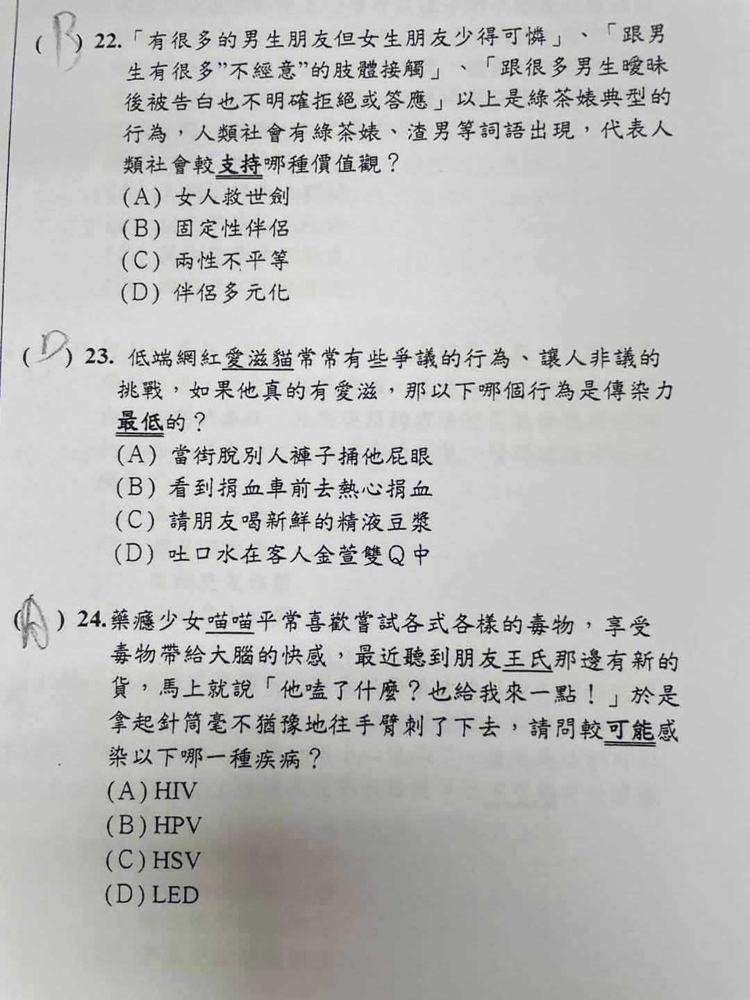 (B) 22.「有很多的男生朋友但女生朋友少得可憐」、「跟男
生有很多”不經意”的肢體接觸」、「跟很多男生曖昧
後被告白也不明確拒絕或答應」以上是綠茶婊典型的
行為，人類社會有綠茶婊、渣男等詞語出現，代表人
類社會較支持哪種價值觀？
(A) 女人救世劍
(B) 固定性伴侶
(C) 兩性不平等
(D) 伴侶多元化
(D) 23. 低端網紅愛滋貓常常有些爭議的行為、讓人非議的
挑戰，如果他真的有愛滋，那以下哪個行為是傳染力
最低的？
(A) 當街脫別人褲子捅他屁眼
(B) 看到捐血車前去熱心捐血
(C) 請朋友喝新鮮的精液豆漿
(D) 吐口水在客人金萱雙Q中
(A) 24.藥癮少女喵喵平常喜歡嘗試各式各樣的毒物，享受
毒物帶給大腦的快感，最近聽到朋友王氏那邊有新的
貨，馬上就說「他嗑了什麼？也給我來一點！」於是
拿起針筒毫不猶豫地往手臂刺了下去，請問較可能感
染以下哪一種疾病？
(A) HIV
(B) HPV
(C) HSV
(D) LED